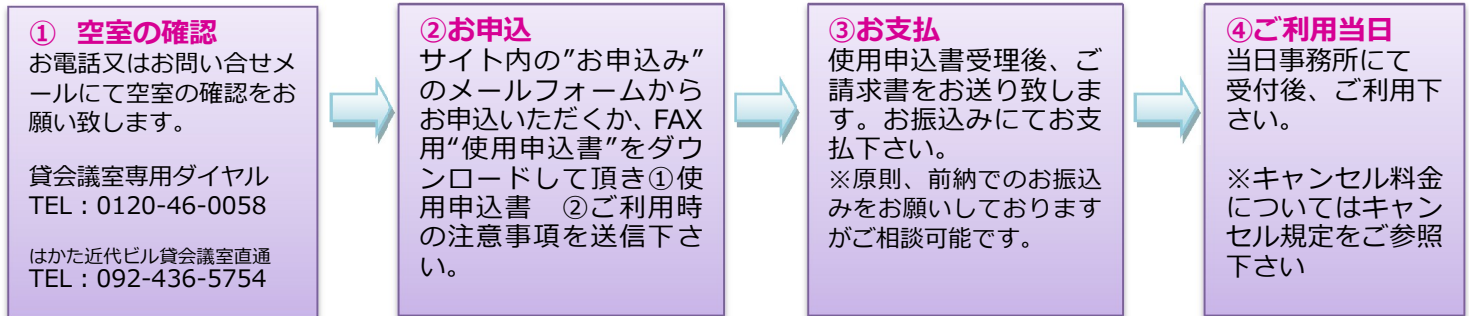 ① 空室の確認
お電話又はお問い合せメ
ールにて空室の確認をお
願い致します。
貸会議室専用ダイヤル
TEL：0120-46-0058
はかた近代ビル貸会議室直通
TEL：092-436-5754
②お申込
サイト内の”お申込み”
のメールフォームから
お申込いただくか、FAX
用“使用申込書”をダウ
ンロードして頂き①使
用申込書　②ご利用時
の注意事項を送信下さ
い。
③お支払
使用申込書受理後、ご
請求書をお送り致しま
す。お振込みにてお支
払下さい。
※原則、前納でのお振込
みをお願いしております
がご相談可能です。
④ご利用当日
当日事務所にて
受付後、ご利用下
さい。
※キャンセル料金
についてはキャン
セル規定をご参照
下さい